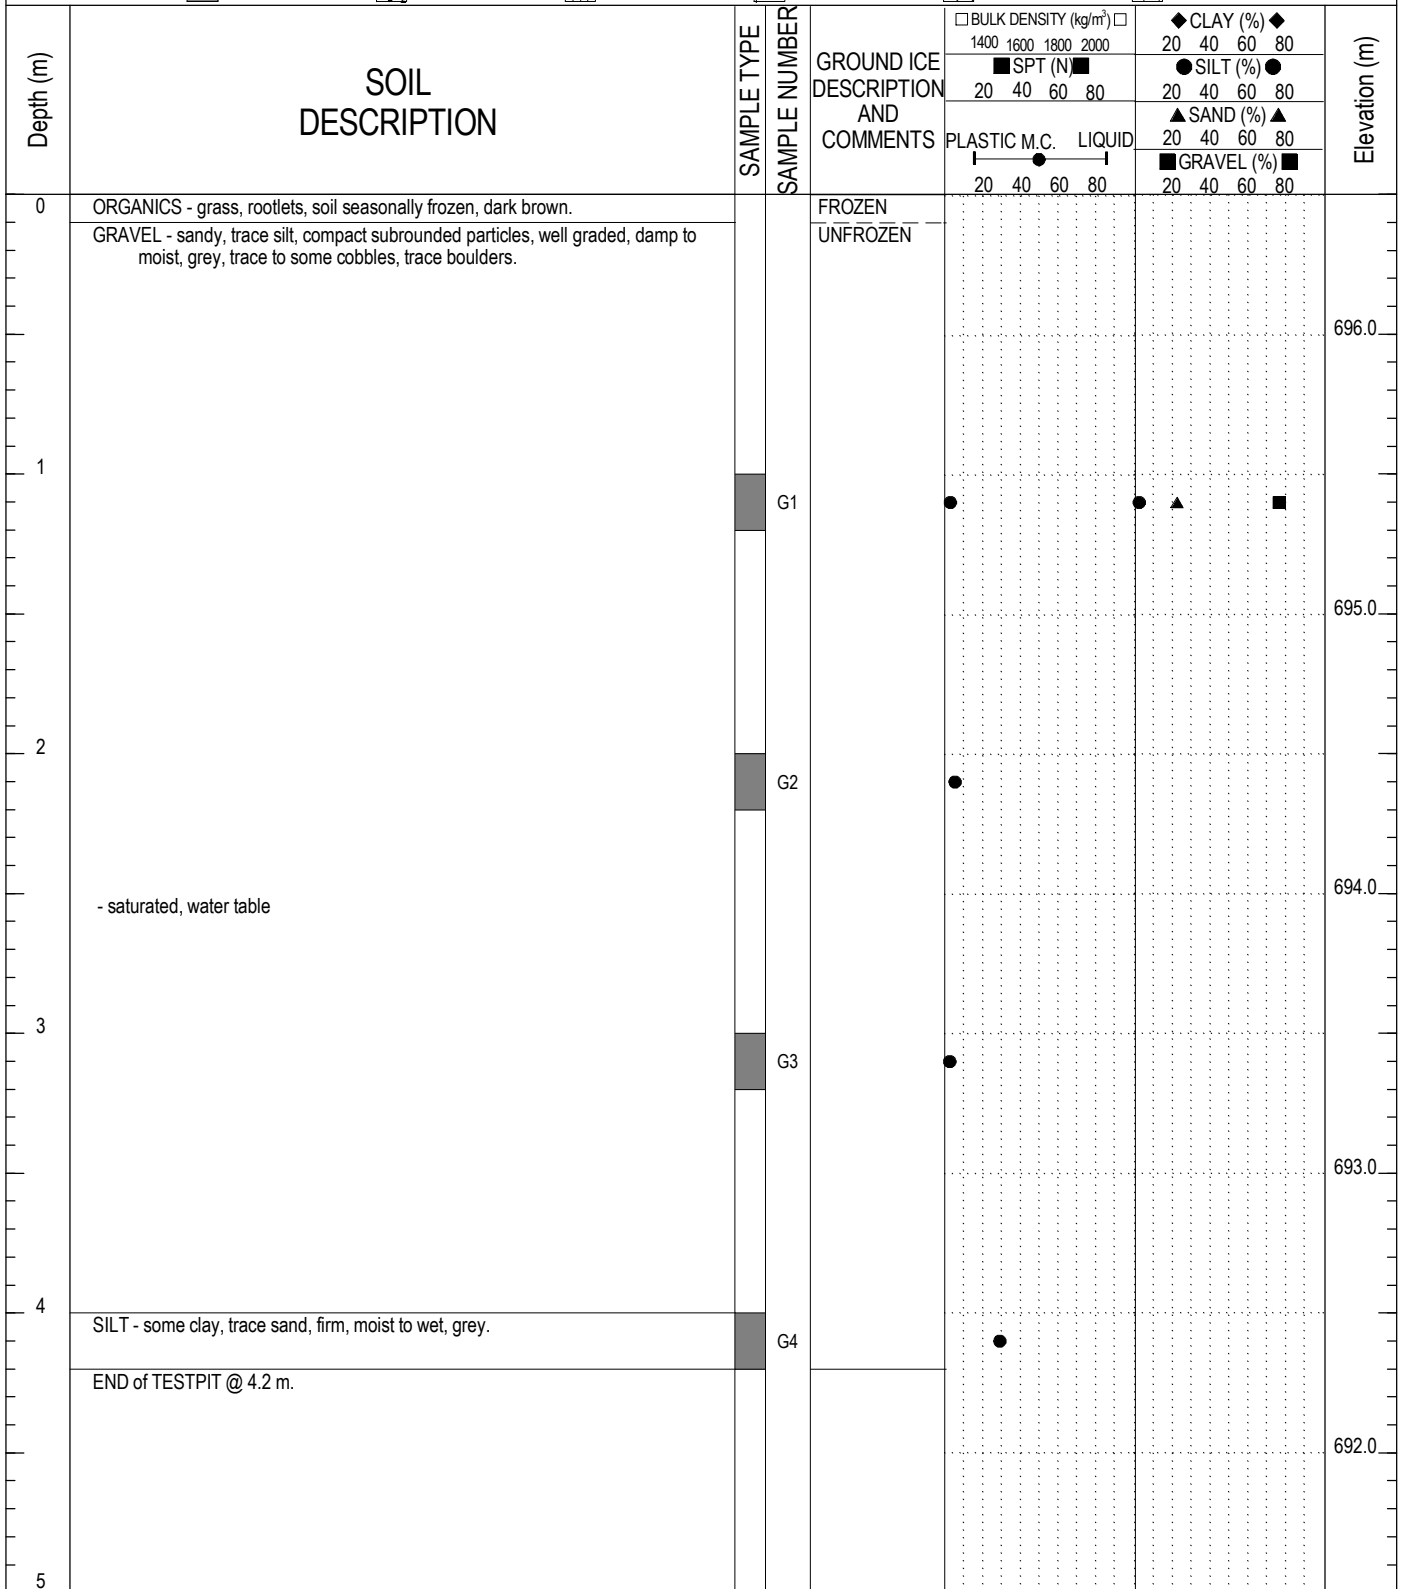 Depth (m)
SOIL
DESCRIPTION
SAMPLE TYPE
SAMPLE NUMBER
GROUND ICE
DESCRIPTION
AND
COMMENTS
□ BULK DENSITY (kg/m³) □
1400 1600 1800 2000
■ SPT (N) ■
20 40 60 80
PLASTIC M.C. LIQUID
20 40 60 80
◆ CLAY (%) ◆
20 40 60 80
● SILT (%) ●
20 40 60 80
▲ SAND (%) ▲
20 40 60 80
■ GRAVEL (%) ■
20 40 60 80
Elevation (m)
0
ORGANICS - grass, rootlets, soil seasonally frozen, dark brown.
FROZEN
GRAVEL - sandy, trace silt, compact subrounded particles, well graded, damp to
moist, grey, trace to some cobbles, trace boulders.
UNFROZEN
696.0
1
G1
695.0
2
G2
694.0
- saturated, water table
3
G3
693.0
4
SILT - some clay, trace sand, firm, moist to wet, grey.
G4
END of TESTPIT @ 4.2 m.
692.0
5